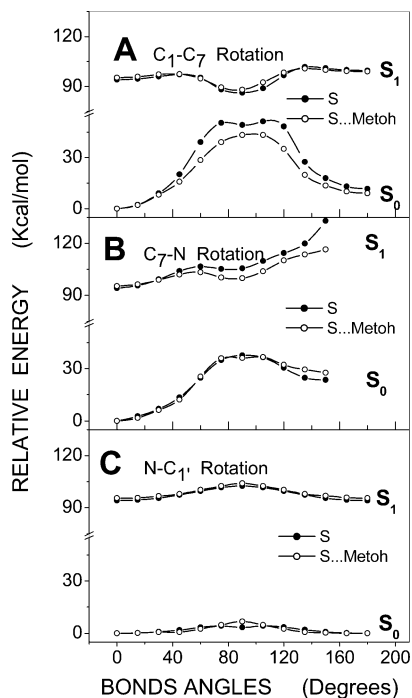 120
A C₁-C₇ Rotation
90
S₁
S
S...Metoh
30
0
S₀
120
B C₇-N Rotation
S₁
90
S
S...Metoh
30
0
S₀
120
C N-C₁' Rotation
90
S₁
S
S...Metoh
30
0
S₀
0 40 80 120 160 200
BONDS ANGLES (Degrees)
RELATIVE ENERGY (Kcal/mol)